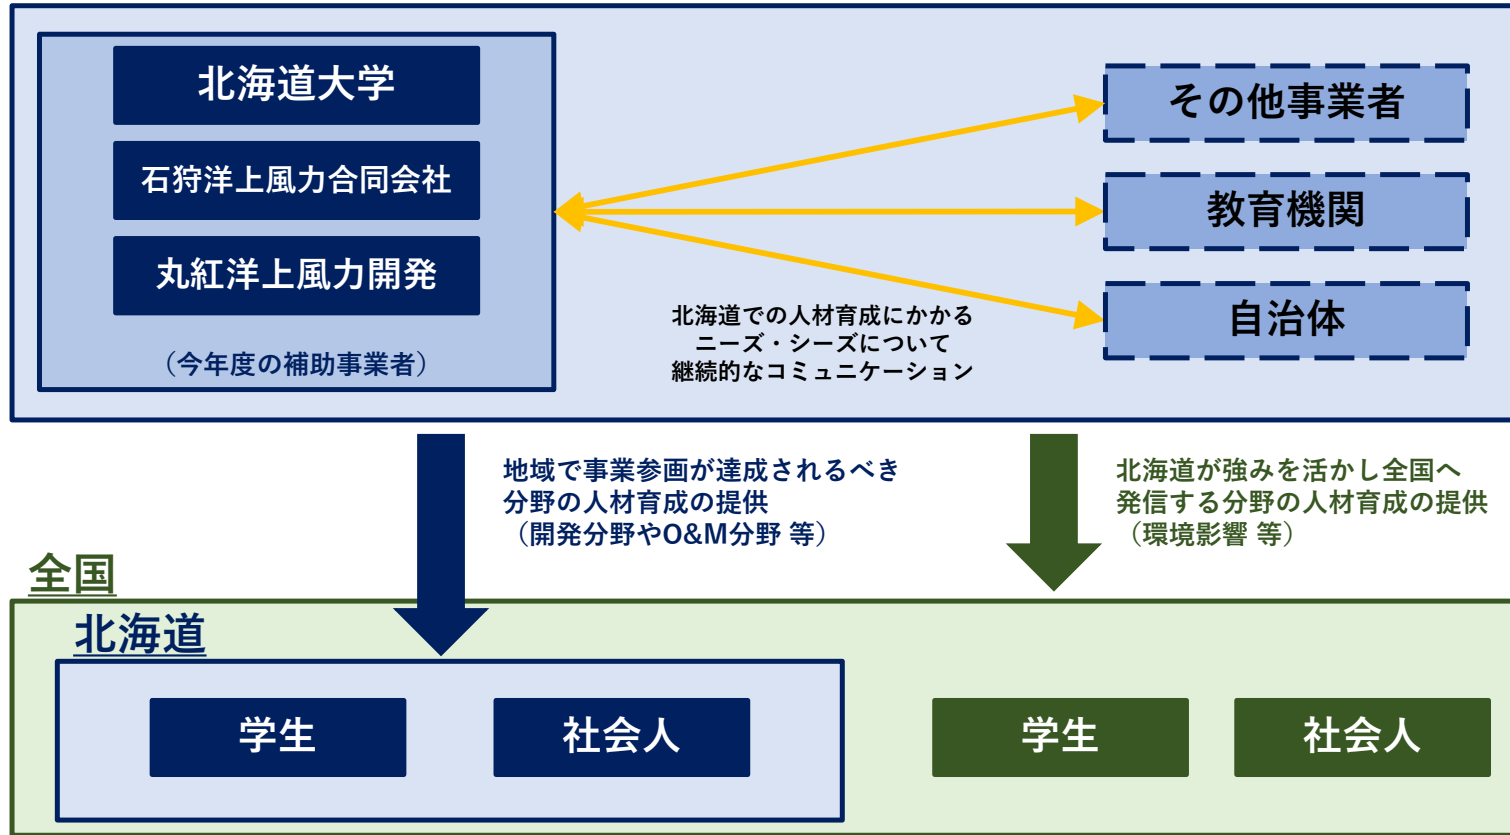 北海道大学
石狩洋上風力合同会社
丸紅洋上風力開発
（今年度の補助事業者）
その他事業者
教育機関
自治体
北海道での人材育成にかかる
ニーズ・シーズについて
継続的なコミュニケーション
地域で事業参画が達成されるべき
分野の人材育成の提供
（開発分野やO&M分野 等）
北海道が強みを活かし全国へ
発信する分野の人材育成の提供
（環境影響 等）
全国
北海道
学生
社会人
学生
社会人